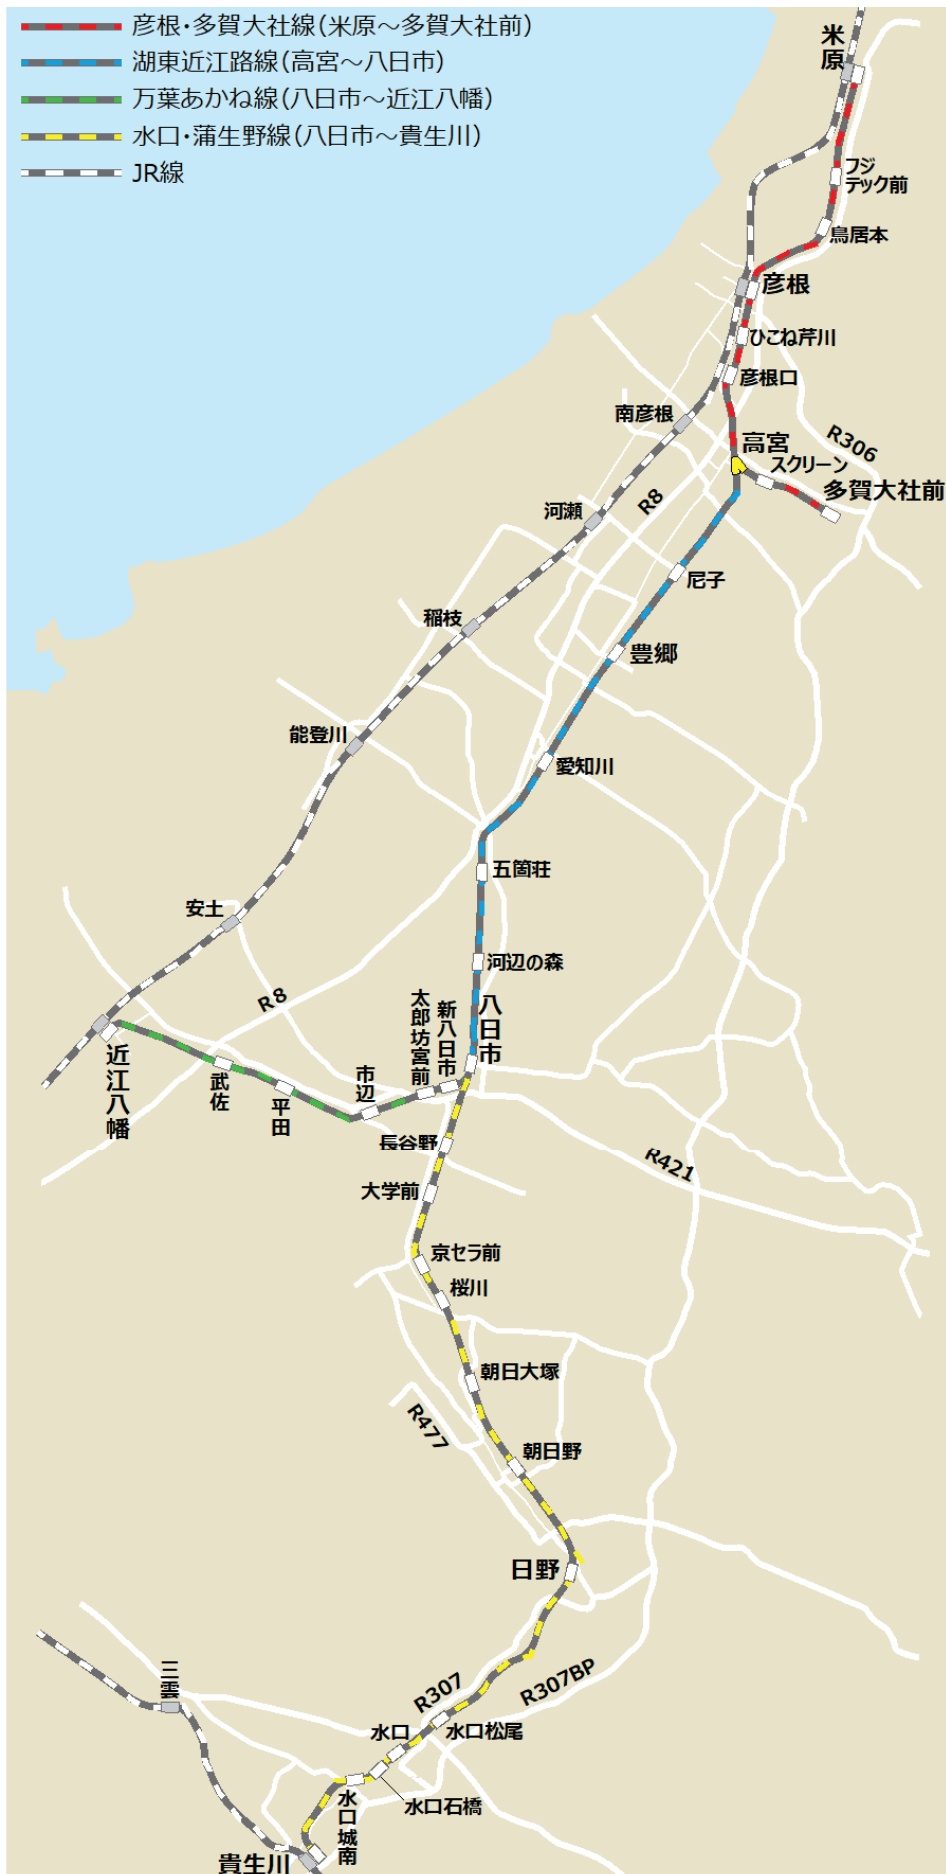 彦根・多賀大社線(米原～多賀大社前)
湖東近江路線(高宮～八日市)
万葉あかね線(八日市～近江八幡)
水口・蒲生野線(八日市～貴生川)
JR線
米原
フジ
テック前
鳥居本
彦根
ひこね芹川
彦根口
南彦根
高宮
R306
スクリーン
多賀大社前
R8
河瀬
尼子
稲枝
豊郷
能登川
愛知川
五箇荘
安土
河辺の森
R8
八日市
新八日市
太郎坊宮前
近江八幡
武佐
平田
市辺
長谷野
R421
大学前
京セラ前
桜川
朝日大塚
R477
朝日野
日野
三雲
R307
R307BP
水口
水口松尾
水口石橋
水口城南
貴生川